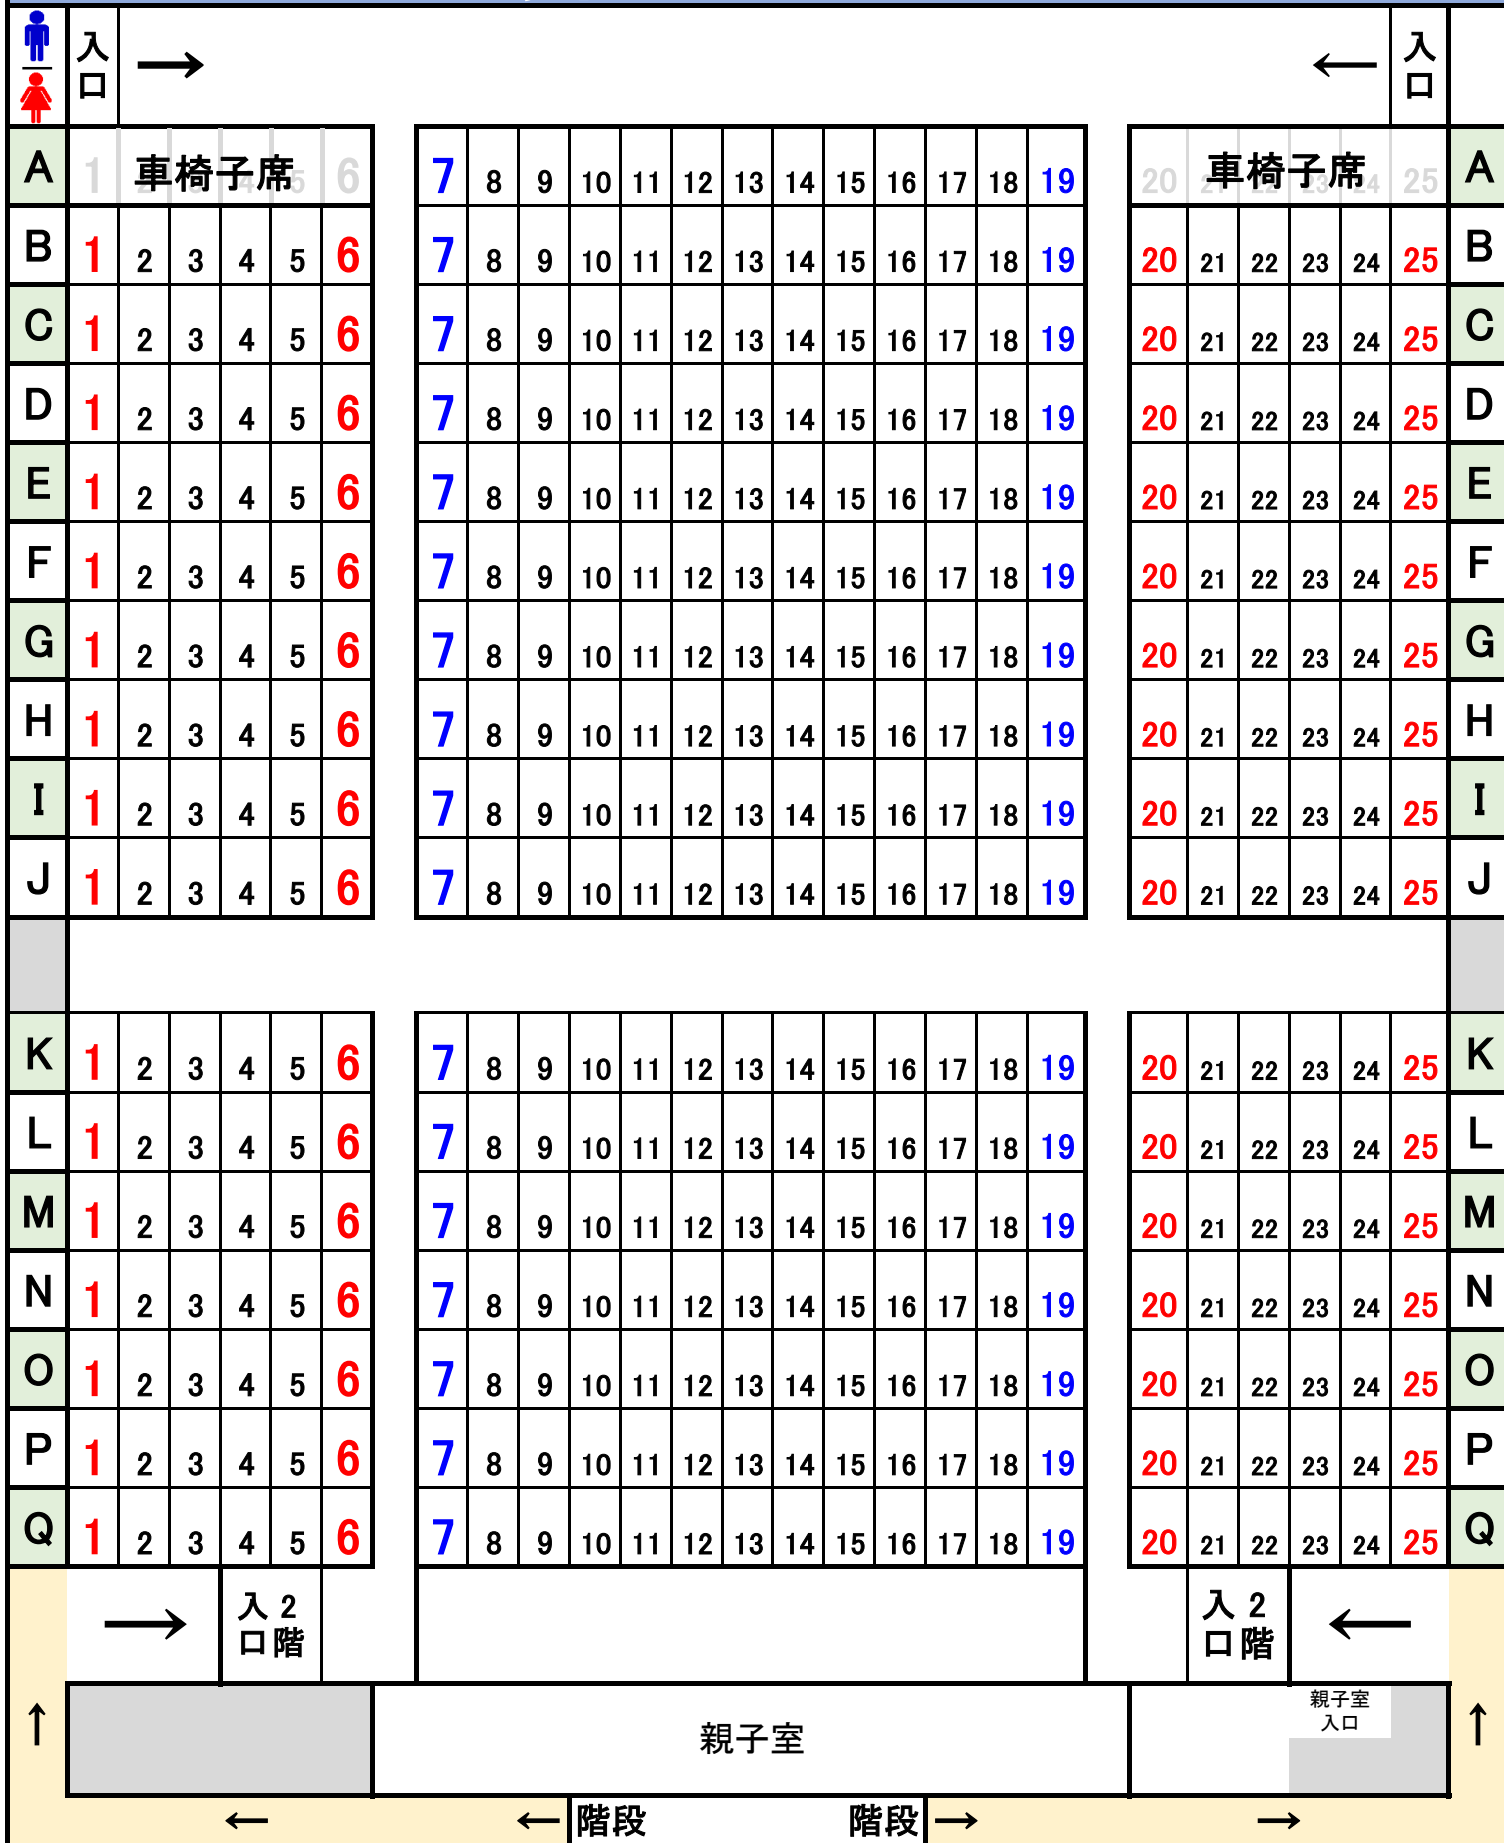 入口 → ← 入口
A 1 2 3 4 5 6 車椅子席 7 8 9 10 11 12 13 14 15 16 17 18 19 20 21 22 23 24 25 車椅子席 A
B 1 2 3 4 5 6 7 8 9 10 11 12 13 14 15 16 17 18 19 20 21 22 23 24 25 B
C 1 2 3 4 5 6 7 8 9 10 11 12 13 14 15 16 17 18 19 20 21 22 23 24 25 C
D 1 2 3 4 5 6 7 8 9 10 11 12 13 14 15 16 17 18 19 20 21 22 23 24 25 D
E 1 2 3 4 5 6 7 8 9 10 11 12 13 14 15 16 17 18 19 20 21 22 23 24 25 E
F 1 2 3 4 5 6 7 8 9 10 11 12 13 14 15 16 17 18 19 20 21 22 23 24 25 F
G 1 2 3 4 5 6 7 8 9 10 11 12 13 14 15 16 17 18 19 20 21 22 23 24 25 G
H 1 2 3 4 5 6 7 8 9 10 11 12 13 14 15 16 17 18 19 20 21 22 23 24 25 H
I 1 2 3 4 5 6 7 8 9 10 11 12 13 14 15 16 17 18 19 20 21 22 23 24 25 I
J 1 2 3 4 5 6 7 8 9 10 11 12 13 14 15 16 17 18 19 20 21 22 23 24 25 J
K 1 2 3 4 5 6 7 8 9 10 11 12 13 14 15 16 17 18 19 20 21 22 23 24 25 K
L 1 2 3 4 5 6 7 8 9 10 11 12 13 14 15 16 17 18 19 20 21 22 23 24 25 L
M 1 2 3 4 5 6 7 8 9 10 11 12 13 14 15 16 17 18 19 20 21 22 23 24 25 M
N 1 2 3 4 5 6 7 8 9 10 11 12 13 14 15 16 17 18 19 20 21 22 23 24 25 N
O 1 2 3 4 5 6 7 8 9 10 11 12 13 14 15 16 17 18 19 20 21 22 23 24 25 O
P 1 2 3 4 5 6 7 8 9 10 11 12 13 14 15 16 17 18 19 20 21 22 23 24 25 P
Q 1 2 3 4 5 6 7 8 9 10 11 12 13 14 15 16 17 18 19 20 21 22 23 24 25 Q
→ 2階入口 2階入口 ←
親子室
入口
↑ 親子室 ↑
← ← 階段 階段 → →